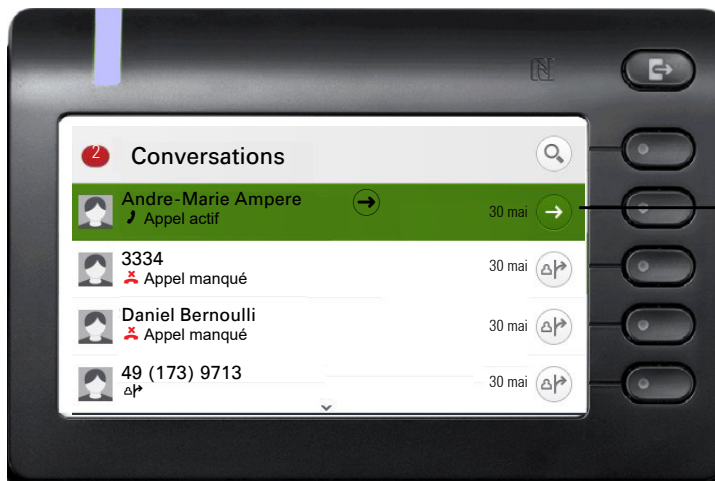 2 Conversations
Andre-Marie Ampere
Appel actif
30 mai
3334
Appel manqué
30 mai
Daniel Bernoulli
Appel manqué
30 mai
49 (173) 9713
30 mai